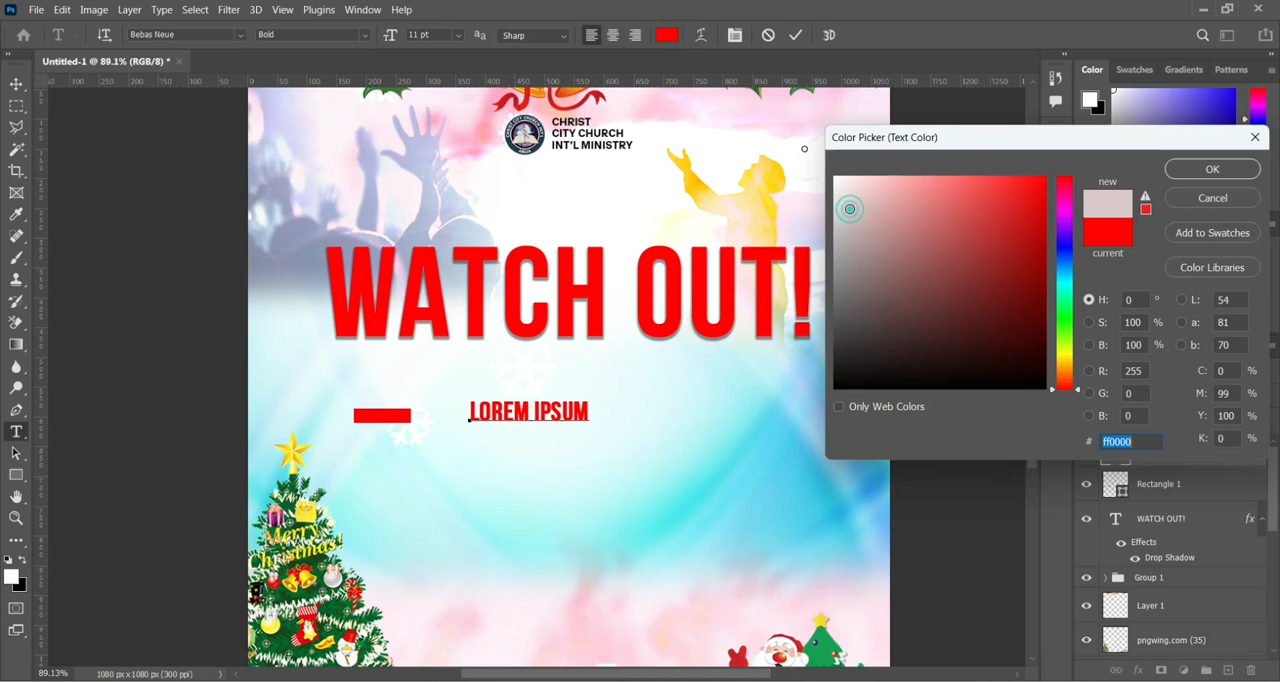 Ps File Edit Image Layer Type Select Filter 3D View Plugins Window Help
T Bebas Neue Bold 11 pt aa Sharp 3D
Untitled-1 @ 89.1% (RGB/8) * ×
Color Swatches Gradients Patterns
CHRIST
CITY CHURCH
INT'L MINISTRY
WATCH OUT!
LOREM IPSUM
Merry
Christmas!
Color Picker (Text Color)
new
current
OK
Cancel
Add to Swatches
Color Libraries
H: 0 ° L: 54
S: 100 % a: 81
B: 100 % b: 70
R: 255 C: 0 %
G: 0 M: 99 %
B: 0 Y: 100 %
# ff0000 K: 0 %
Only Web Colors
Rectangle 1
T WATCH OUT! fx
Effects
Drop Shadow
Group 1
Layer 1
pngwing.com (35)
89.13% 1080 px x 1080 px (300 ppi)